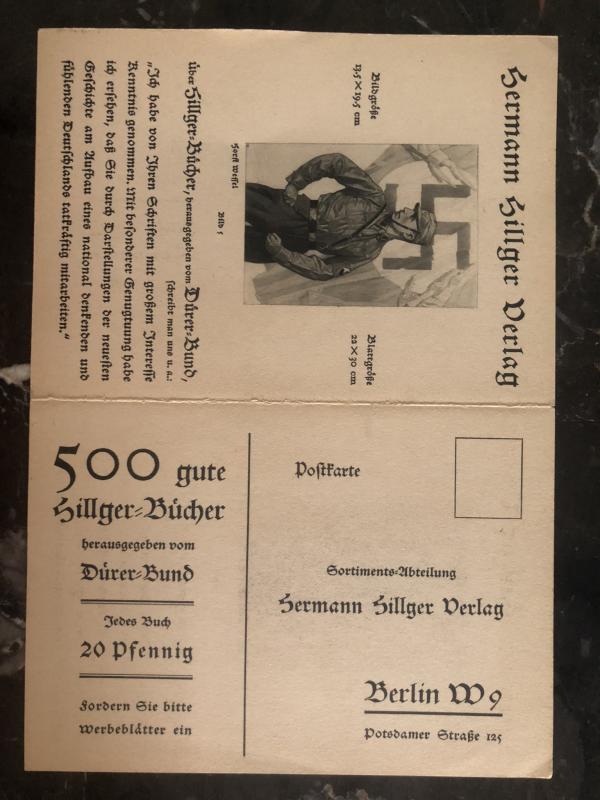 Hermann Hillger Verlag
Bildgröße
13,5 × 19,5 cm
Blattgröße
22 × 30 cm
Bild 5
Horst Wessel
über Hillger-Bücher, herausgegeben vom Dürer-Bund,
schreibt man uns u. a.:
„Ich habe von Ihren Schriften mit großem Interesse
Kenntnis genommen. Mit besonderer Genugtuung habe
ich ersehen, daß Sie durch Darstellungen der neuesten
Geschichte am Aufbau eines national denkenden und
fühlenden Deutschlands tatkräftig mitarbeiten.“
500 gute
Hillger-Bücher
herausgegeben vom
Dürer-Bund
Jedes Buch
20 Pfennig
Fordern Sie bitte
Werbeblätter ein
Postkarte
Sortiments-Abteilung
Hermann Hillger Verlag
Berlin W 9
Potsdamer Straße 125